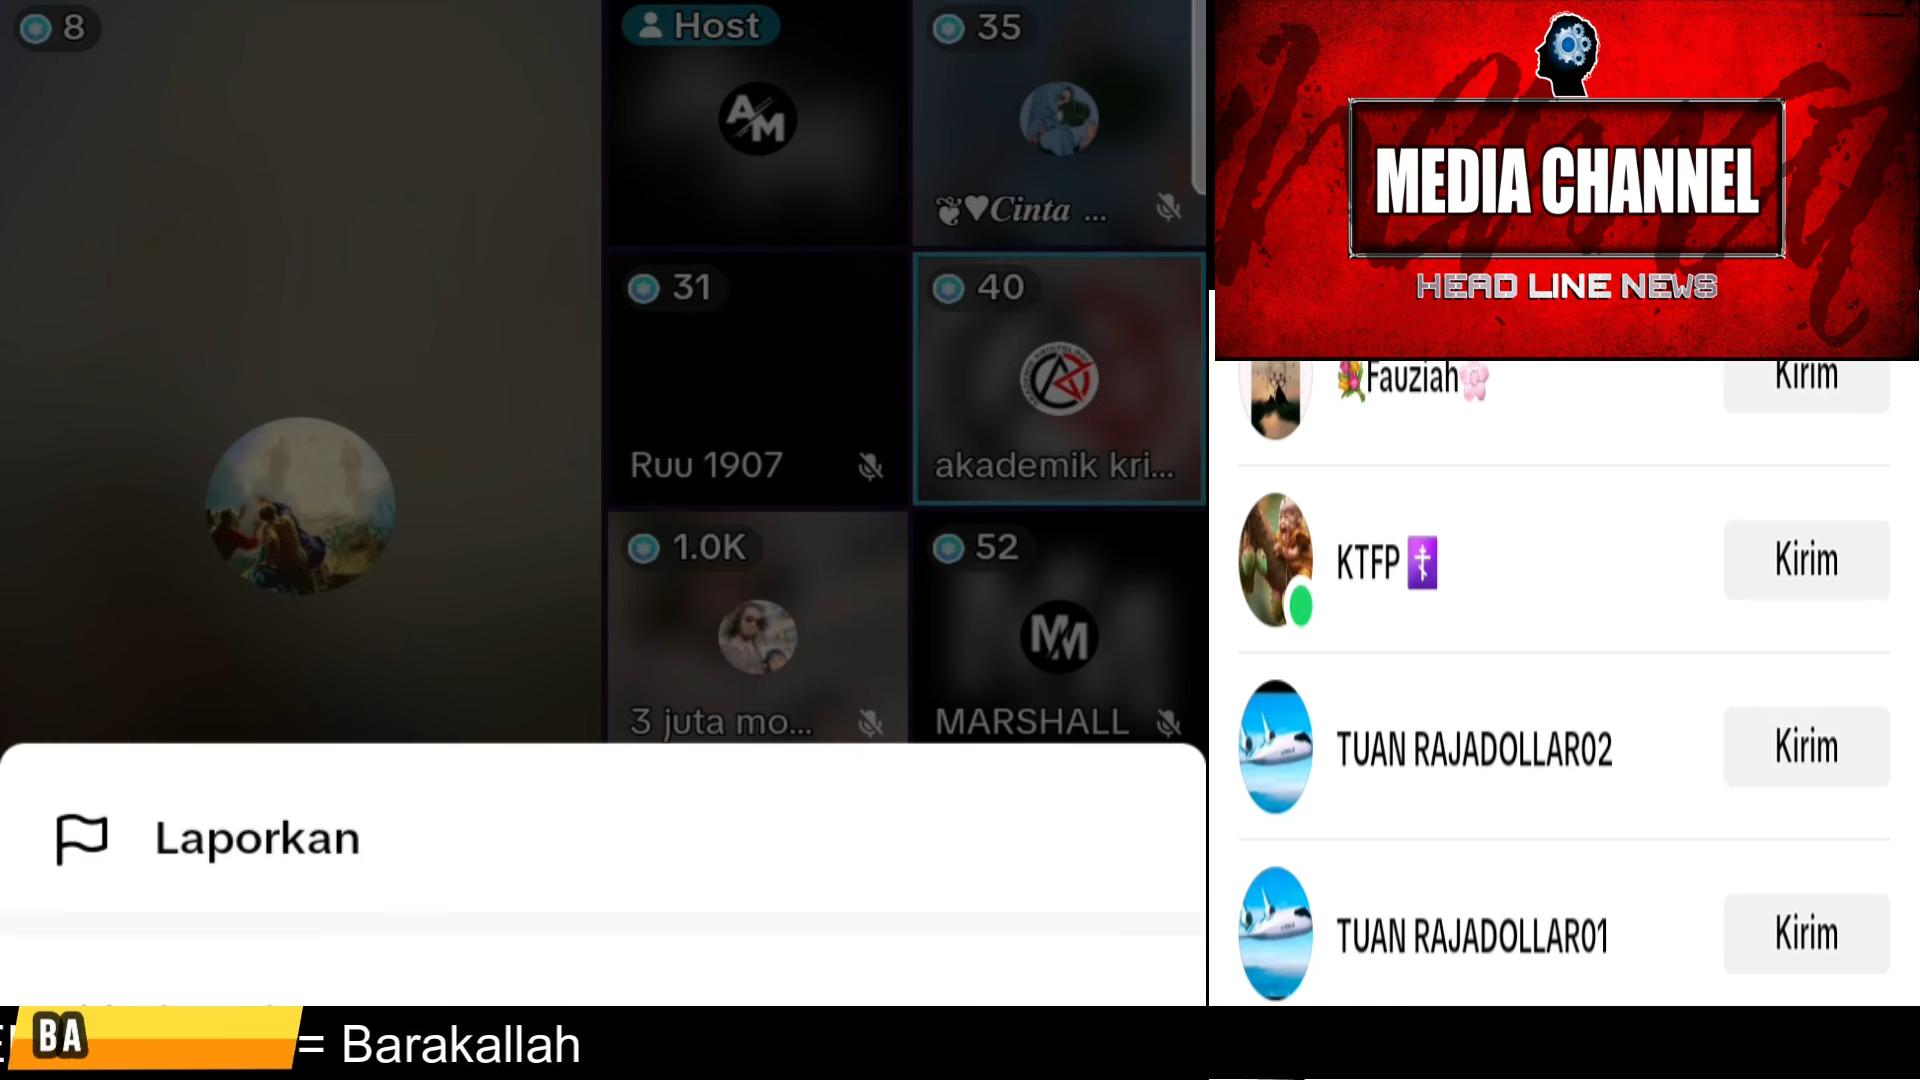 8
Host
35
❦♥Cinta ...
31
Ruu 1907
40
akademik kri...
1.0K
3 juta mo...
52
MARSHALL
Laporkan
MEDIA CHANNEL
HEAD LINE NEWS
Fauziah
Kirim
KTFP
Kirim
TUAN RAJADOLLAR02
Kirim
TUAN RAJADOLLAR01
Kirim
BA
= Barakallah